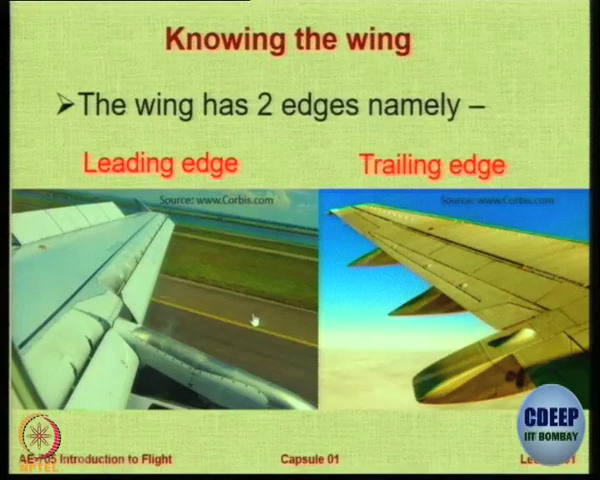 Knowing the wing
➢The wing has 2 edges namely –
Leading edge
Trailing edge
Source: www.Corbis.com
Source: www.Corbis.com
CDEEP
IIT BOMBAY
NPTEL
Introduction to Flight
Capsule 01